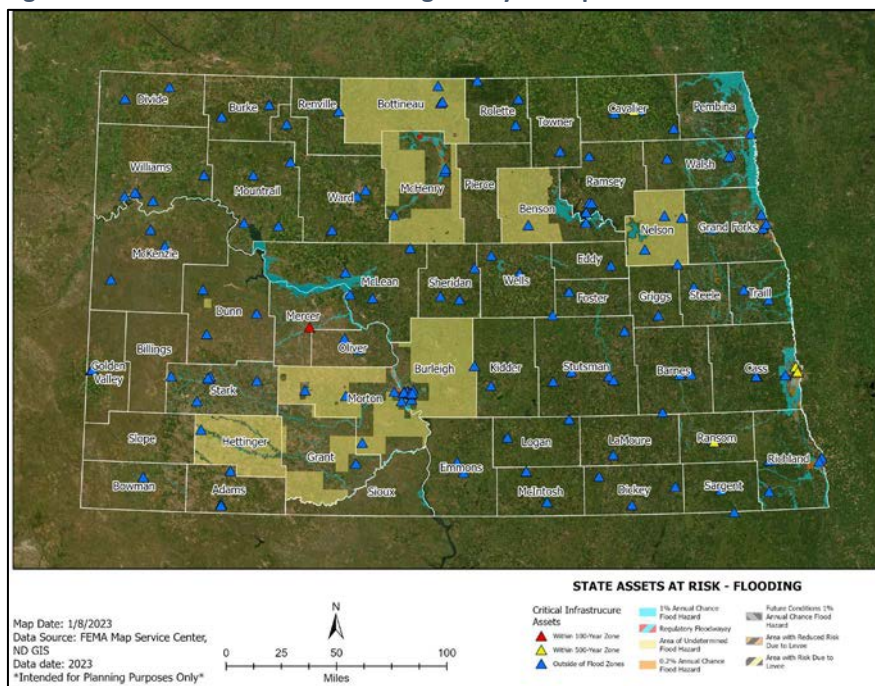 Divide
Burke
Renville
Bottineau
Rolette
Towner
Cavalier
Pembina
Williams
Mountrail
Ward
McHenry
Pierce
Benson
Ramsey
Walsh
Nelson
Grand Forks
McKenzie
McLean
Sheridan
Wells
Eddy
Foster
Griggs
Steele
Traill
Dunn
Mercer
Oliver
Golden
Valley
Billings
Stark
Morton
Burleigh
Kidder
Stutsman
Barnes
Cass
Slope
Hettinger
Grant
Emmons
Logan
LaMoure
Ransom
Richland
Bowman
Adams
Sioux
McIntosh
Dickey
Sargent
STATE ASSETS AT RISK - FLOODING
Map Date: 1/8/2023
Data Source: FEMA Map Service Center,
ND GIS
Data date: 2023
*Intended for Planning Purposes Only*
N
0 50 100
Miles
Critical Infrastrucure
Assets
Within 100-Year Zone
Within 500-Year Zone
Outside of Flood Zones
1% Annual Chance
Flood Hazard
Regulatory Floodwayay
Area of Undetermined
Flood Hazard
0.2% Annual Chance
Flood Hazard
Future Conditions 1%
Annual Chance Flood
Hazard
Area with Reduced Risk
Due to Levee
Area with Risk Due to
Levee